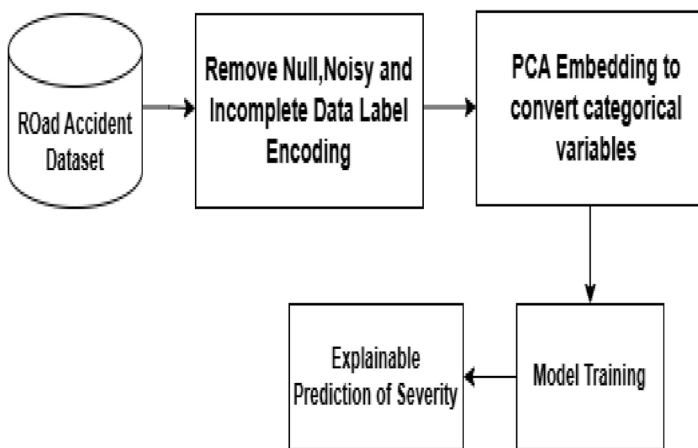 ROad Accident
Dataset
Remove Null,Noisy and
Incomplete Data Label
Encoding
PCA Embedding to
convert categorical
variables
Explainable
Prediction of Severity
Model Training